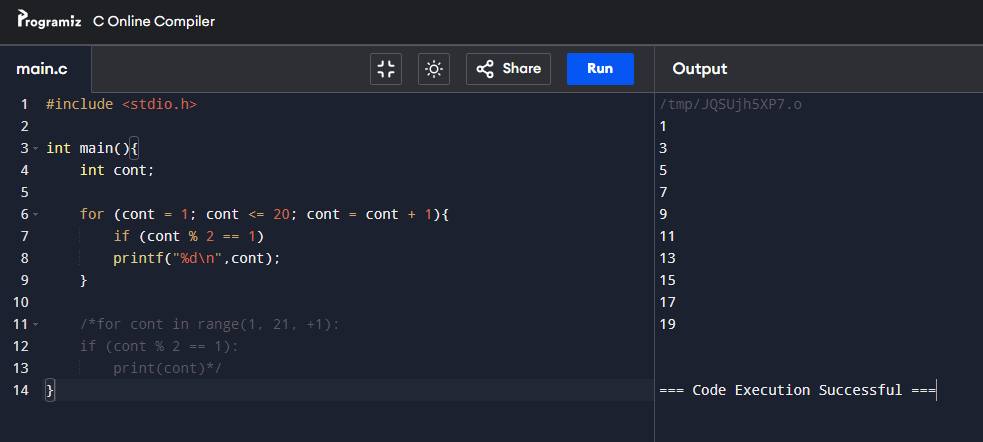 Programiz C Online Compiler
main.c Share Run Output
1 #include <stdio.h>
2
3 int main(){
4     int cont;
5
6     for (cont = 1; cont <= 20; cont = cont + 1){
7         if (cont % 2 == 1)
8         printf("%d\n",cont);
9     }
10
11     /*for cont in range(1, 21, +1):
12     if (cont % 2 == 1):
13         print(cont)*/
14 }
/tmp/JQSUjh5XP7.o
1
3
5
7
9
11
13
15
17
19
=== Code Execution Successful ===